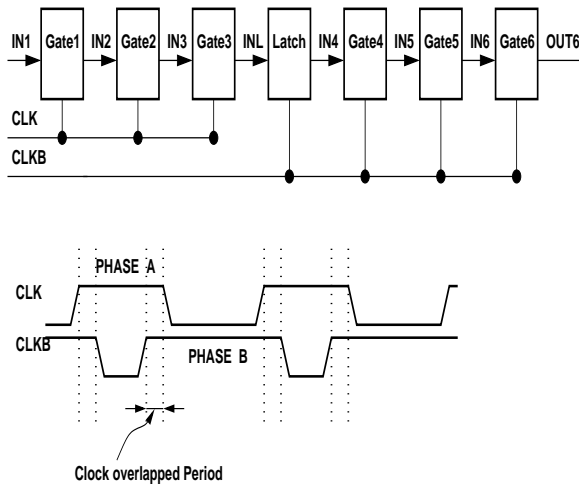 IN1 Gate1 IN2 Gate2 IN3 Gate3 INL Latch IN4 Gate4 IN5 Gate5 IN6 Gate6 OUT6
CLK
CLKB
PHASE A
CLK
CLKB PHASE B
Clock overlapped Period